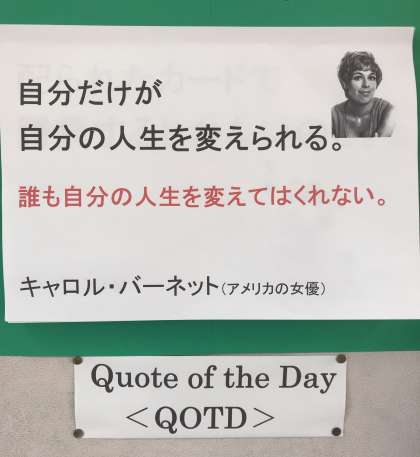 自分だけが
自分の人生を変えられる。
誰も自分の人生を変えてはくれない。
キャロル・バーネット(アメリカの女優)
Quote of the Day
<QOTD>